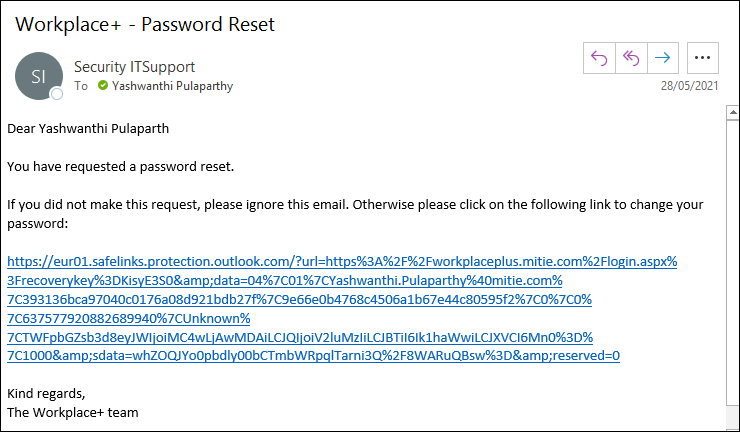 Workplace+ - Password Reset
SI
Security ITSupport
To Yashwanthi Pulaparthy
28/05/2021
Dear Yashwanthi Pulaparth
You have requested a password reset.
If you did not make this request, please ignore this email. Otherwise please click on the following link to change your
password:
https://eur01.safelinks.protection.outlook.com/?url=https%3A%2F%2Fworkplaceplus.mitie.com%2Flogin.aspx%
3Frecoverykey%3DKisyE3S0&amp;data=04%7C01%7CYashwanthi.Pulaparthy%40mitie.com%
7C393136bca97040c0176a08d921bdb27f%7C9e66e0b4768c4506a1b67e44c80595f2%7C0%7C0%
7C637577920882689940%7CUnknown%
7CTWFpbGZsb3d8eyJWIjoiMC4wLjAwMDAiLCJQIjoiV2luMzIiLCJBTiI6Ik1haWwiLCJXVCI6Mn0%3D%
7C1000&amp;sdata=whZOQJYo0pbdly00bCTmbWRpqlTarni3Q%2F8WARuQBsw%3D&amp;reserved=0
Kind regards,
The Workplace+ team